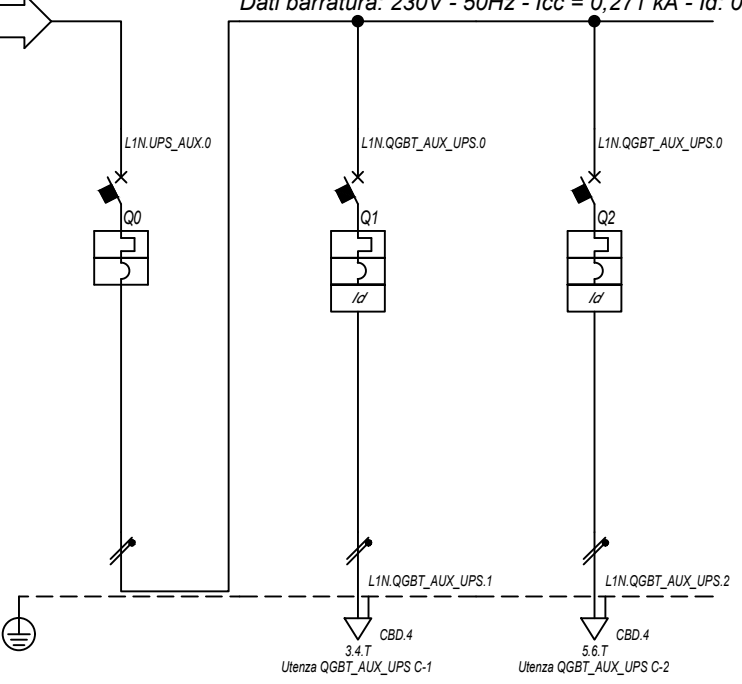 Dati barratura: 230V - 50Hz - Icc = 0,271 kA - Id: 0
L1N.UPS_AUX.0
L1N.QGBT_AUX_UPS.0
L1N.QGBT_AUX_UPS.0
Q0
Q1
Q2
Id
Id
L1N.QGBT_AUX_UPS.1
L1N.QGBT_AUX_UPS.2
CBD.4
CBD.4
3.4.T
5.6.T
Utenza QGBT_AUX_UPS C-1
Utenza QGBT_AUX_UPS C-2